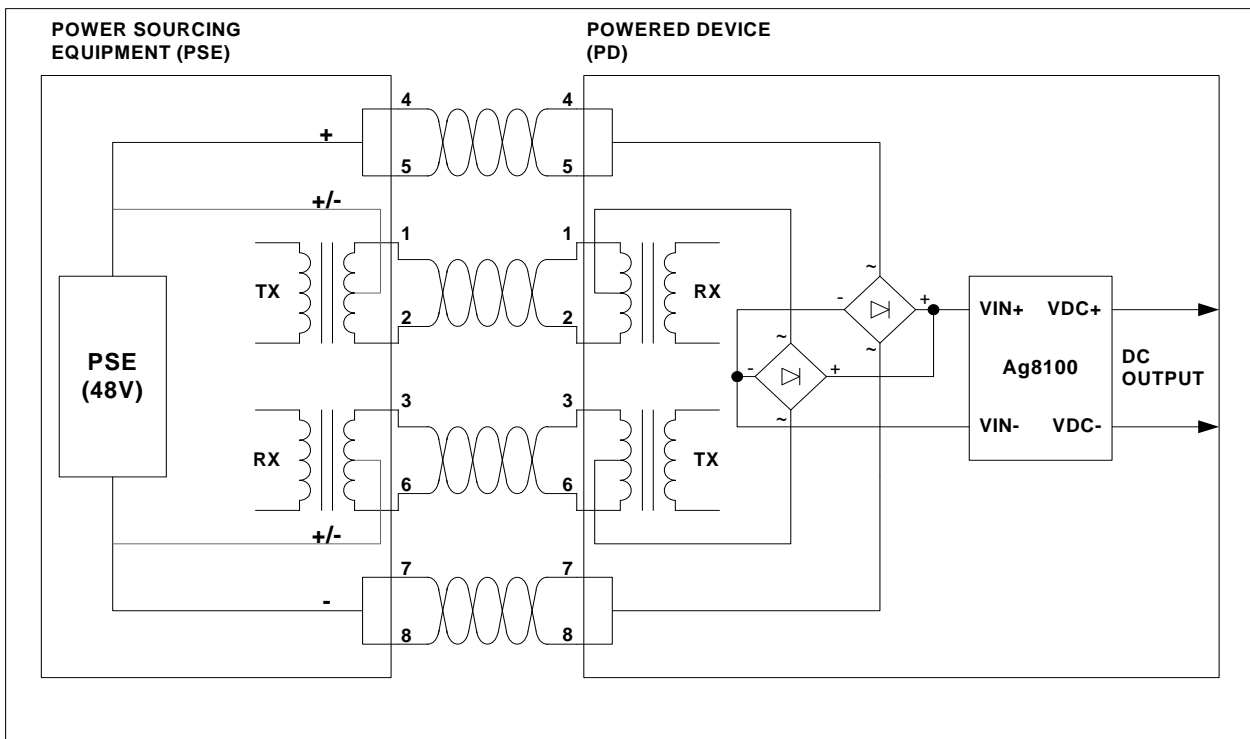 POWER SOURCING
EQUIPMENT (PSE)
POWERED DEVICE
(PD)
4
4
+
5
5
+/-
1
1
TX
RX
2
2
~
-
+
~
~
-
+
~
PSE
(48V)
VIN+ VDC+
Ag8100
VIN- VDC-
DC
OUTPUT
3
3
RX
TX
6
6
+/-
7
7
-
8
8